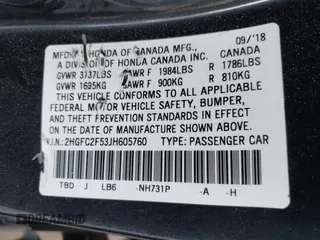 09/'18
MFD. BY HONDA OF CANADA MFG., CANADA
A DIVISION OF HONDA CANADA INC.
GVWR 3737LBS GAWR F 1984LBS R 1786LBS
GVWR 1695KG GAWR F 900KG R 810KG
THIS VEHICLE CONFORMS TO ALL APPLICABLE
FEDERAL MOTOR VEHICLE SAFETY, BUMPER,
AND THEFT PREVENTION STANDARDS IN EFFECT
ON THE DATE OF MANUFACTURE SHOWN ABOVE.
V.I.N.: 2HGFC2F53JH605760 TYPE: PASSENGER CAR
TBD J LB6 -NH731P -A -H
DREAMBID